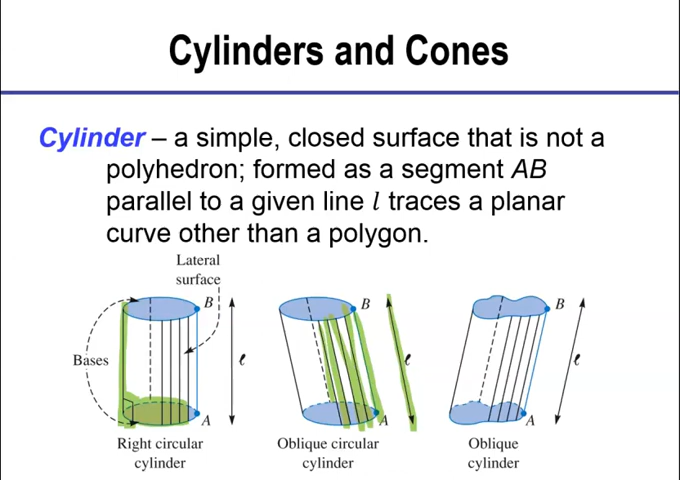 Cylinders and Cones
Cylinder – a simple, closed surface that is not a
polyhedron; formed as a segment AB
parallel to a given line l traces a planar
curve other than a polygon.
Lateral
surface
B
ℓ
Bases
A
Right circular
cylinder
B
ℓ
A
Oblique circular
cylinder
B
ℓ
A
Oblique
cylinder